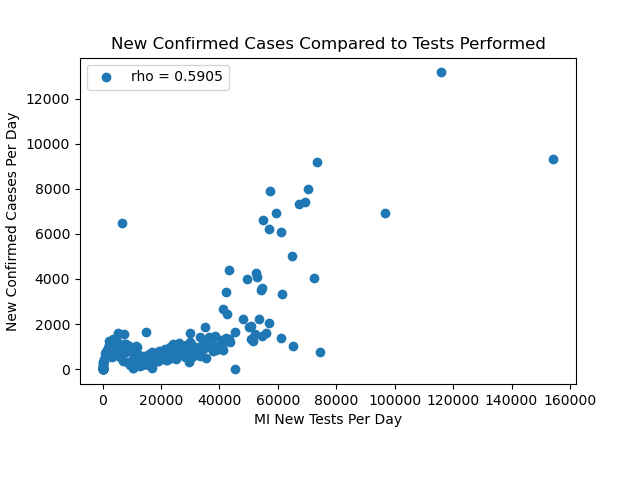 New Confirmed Cases Compared to Tests Performed
rho = 0.5905
New Confirmed Caeses Per Day
12000
10000
8000
6000
4000
2000
0
0 20000 40000 60000 80000 100000 120000 140000 160000
MI New Tests Per Day